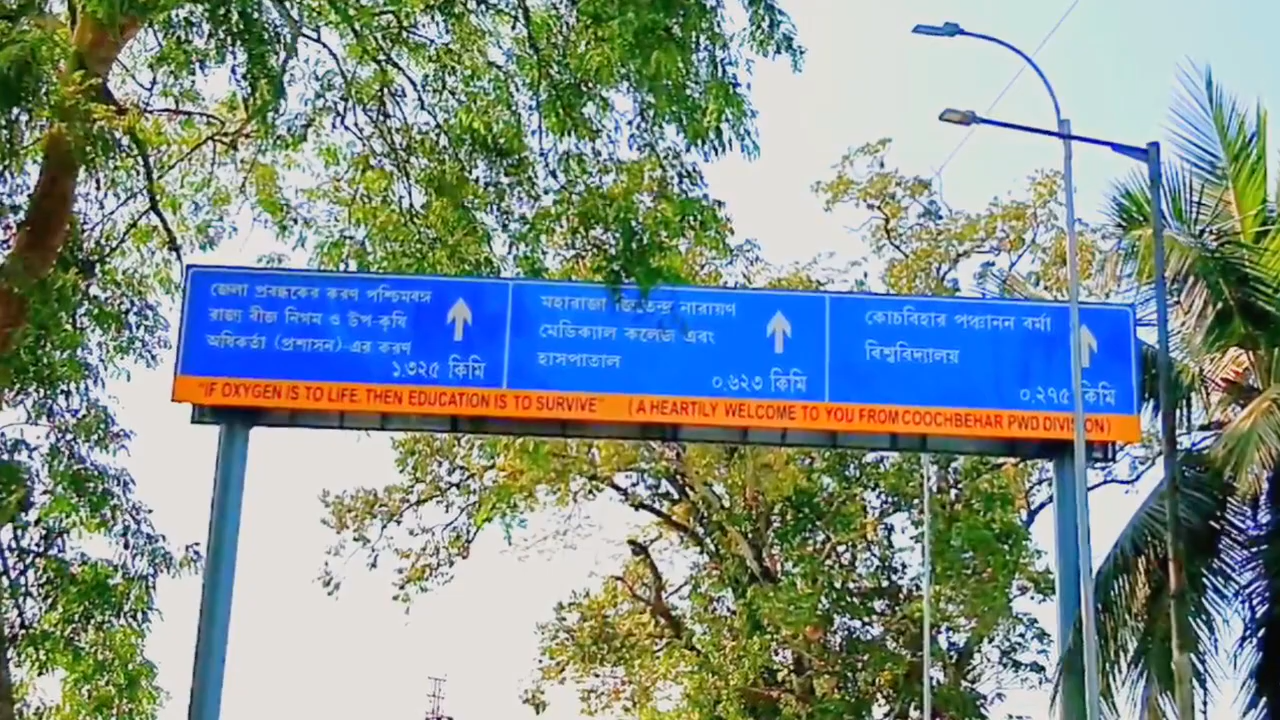 জেলা প্রবন্ধকের করণ পশ্চিমবঙ্গ
রাজ্য বীজ নিগম ও উপ-কৃষি
অধিকর্তা (প্রশাসন)-এর করণ
১.৩২৫ কিমি
মহারাজা জিতেন্দ্র নারায়ণ
মেডিক্যাল কলেজ এবং
হাসপাতাল
০.৬২৩ কিমি
কোচবিহার পঞ্চানন বর্মা
বিশ্ববিদ্যালয়
০.২৭৫ কিমি
"IF OXYGEN IS TO LIFE, THEN EDUCATION IS TO SURVIVE" (A HEARTILY WELCOME TO YOU FROM COOCHBEHAR PWD DIVISION)